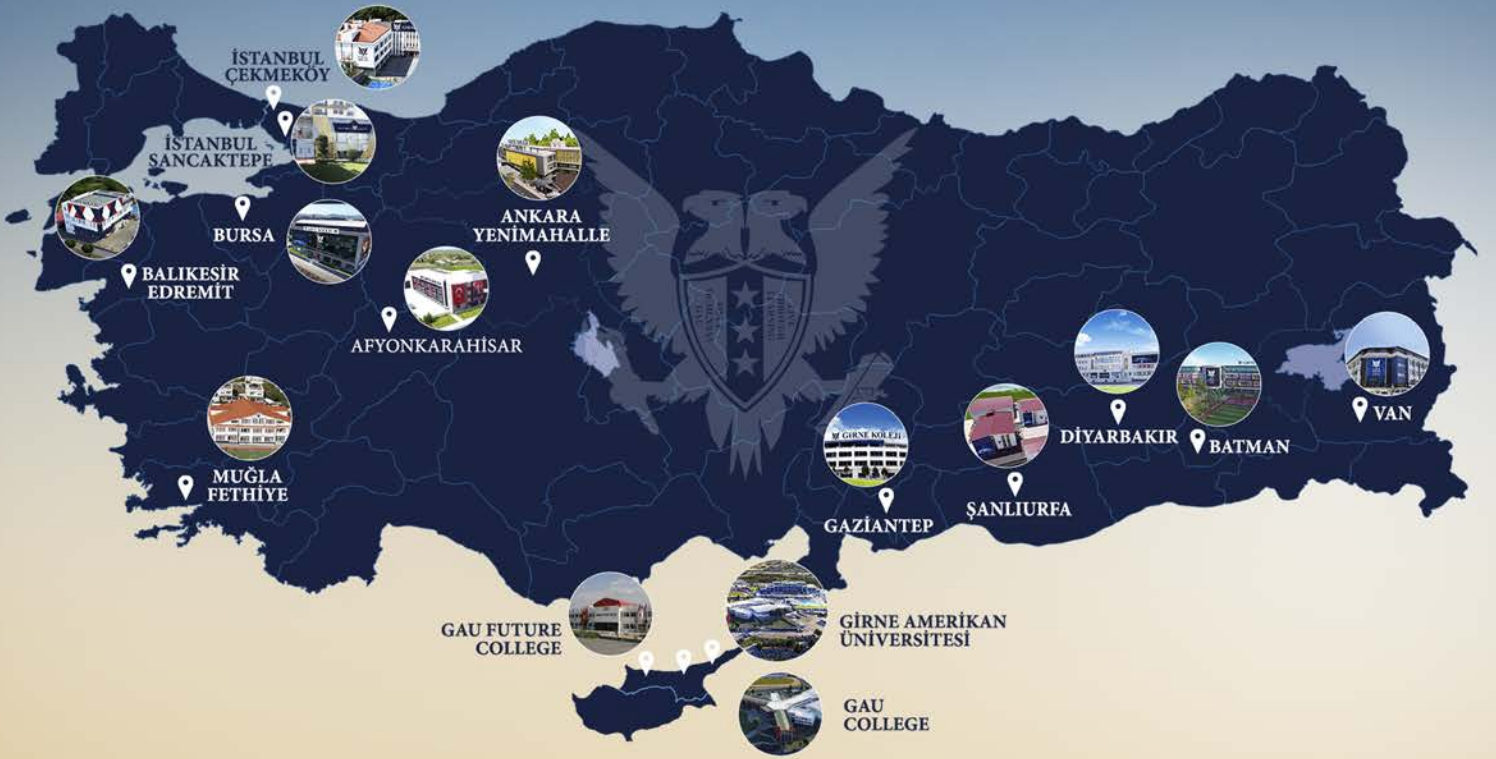 İSTANBUL
ÇEKMEKÖY
İSTANBUL
SANCAKTEPE
BURSA
BALIKESİR
EDREMİT
ANKARA
YENİMAHALLE
AFYONKARAHİSAR
MUĞLA
FETHİYE
GİRNE KOLEJİ
GAZİANTEP
ŞANLIURFA
DİYARBAKIR
BATMAN
VAN
GAU FUTURE
COLLEGE
GİRNE AMERİKAN
ÜNİVERSİTESİ
GAU
COLLEGE